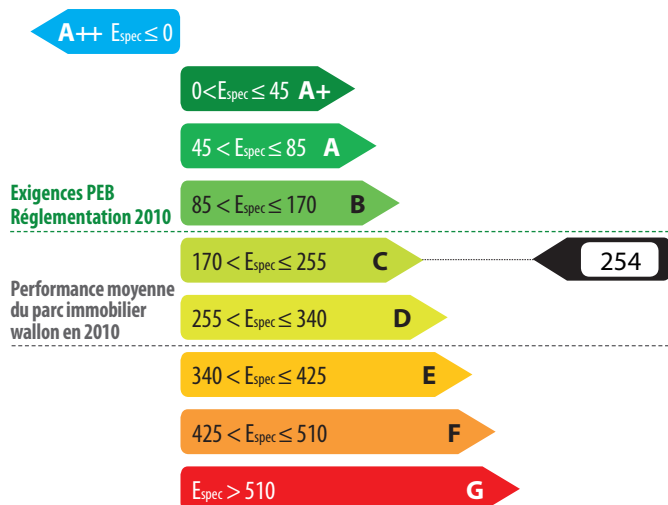 A++ Espec ≤ 0
0 < Espec ≤ 45 A+
45 < Espec ≤ 85 A
Exigences PEB
Réglementation 2010
85 < Espec ≤ 170 B
170 < Espec ≤ 255 C
254
Performance moyenne
du parc immobilier
wallon en 2010
255 < Espec ≤ 340 D
340 < Espec ≤ 425 E
425 < Espec ≤ 510 F
Espec > 510 G